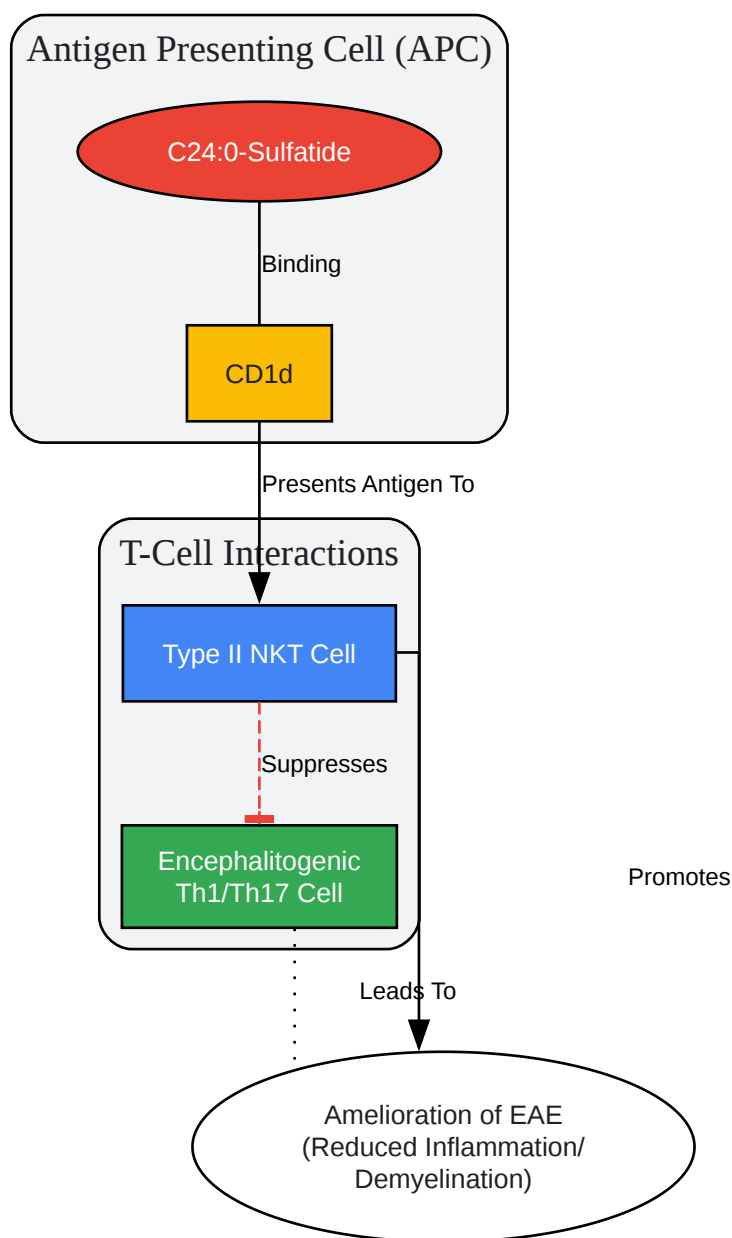 Antigen Presenting Cell (APC)
C24:0-Sulfatide
Binding
CD1d
Presents Antigen To
T-Cell Interactions
Type II NKT Cell
Suppresses
Encephalitogenic
Th1/Th17 Cell
Promotes
Leads To
Amelioration of EAE
(Reduced Inflammation/
Demyelination)